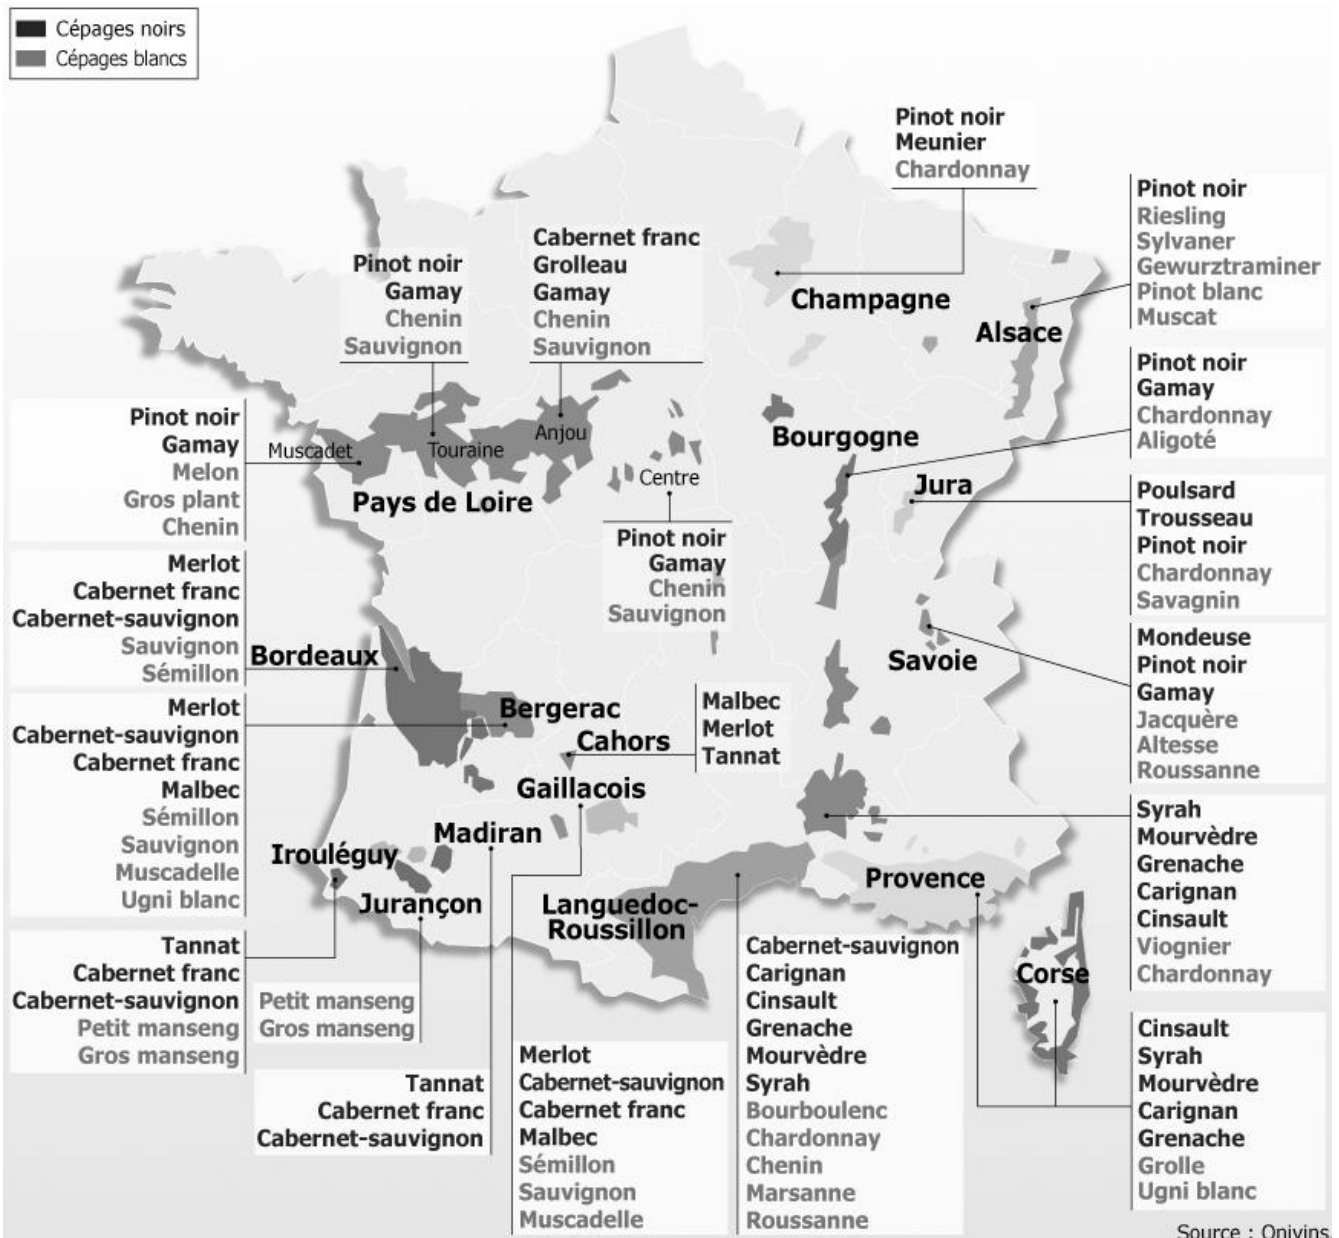 Cépages noirs
Cépages blancs
Pinot noir
Meunier
Chardonnay
Champagne
Pinot noir
Riesling
Sylvaner
Gewurztraminer
Pinot blanc
Muscat
Alsace
Cabernet franc
Grolleau
Gamay
Chenin
Sauvignon
Pinot noir
Gamay
Chenin
Sauvignon
Pinot noir
Gamay
Chardonnay
Aligoté
Bourgogne
Pinot noir
Gamay
Melon
Gros plant
Chenin
Muscadet
Touraine
Anjou
Pays de Loire
Centre
Pinot noir
Gamay
Chenin
Sauvignon
Jura
Poulsard
Trousseau
Pinot noir
Chardonnay
Savagnin
Merlot
Cabernet franc
Cabernet-sauvignon
Sauvignon
Sémillon
Bordeaux
Savoie
Mondeuse
Pinot noir
Gamay
Jacquère
Altesse
Roussanne
Merlot
Cabernet-sauvignon
Cabernet franc
Malbec
Sémillon
Sauvignon
Muscadelle
Ugni blanc
Bergerac
Cahors
Malbec
Merlot
Tannat
Gaillacois
Madiran
Irouléguy
Jurançon
Languedoc-
Roussillon
Provence
Corse
Syrah
Mourvèdre
Grenache
Carignan
Cinsault
Viognier
Chardonnay
Tannat
Cabernet franc
Cabernet-sauvignon
Petit manseng
Gros manseng
Petit manseng
Gros manseng
Tannat
Cabernet franc
Cabernet-sauvignon
Merlot
Cabernet-sauvignon
Cabernet franc
Malbec
Sémillon
Sauvignon
Muscadelle
Cabernet-sauvignon
Carignan
Cinsault
Grenache
Mourvèdre
Syrah
Bourboulenc
Chardonnay
Chenin
Marsanne
Roussanne
Cinsault
Syrah
Mourvèdre
Carignan
Grenache
Grolle
Ugni blanc
Source : Onivins